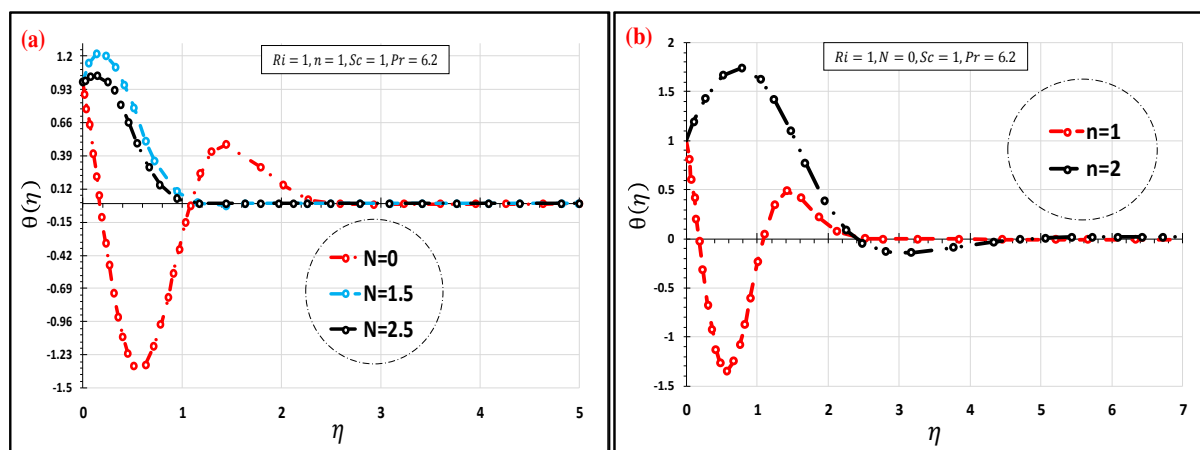 (a)
Ri = 1, n = 1, Sc = 1, Pr = 6.2
θ(η)
1.2
0.93
0.66
0.39
0.12
-0.15
-0.42
-0.69
-0.96
-1.23
-1.5
N=0
N=1.5
N=2.5
0 1 2 3 4 5
η
(b)
Ri = 1, N = 0, Sc = 1, Pr = 6.2
θ(η)
2
1.5
1
0.5
0
-0.5
-1
-1.5
n=1
n=2
0 1 2 3 4 5 6 7
η